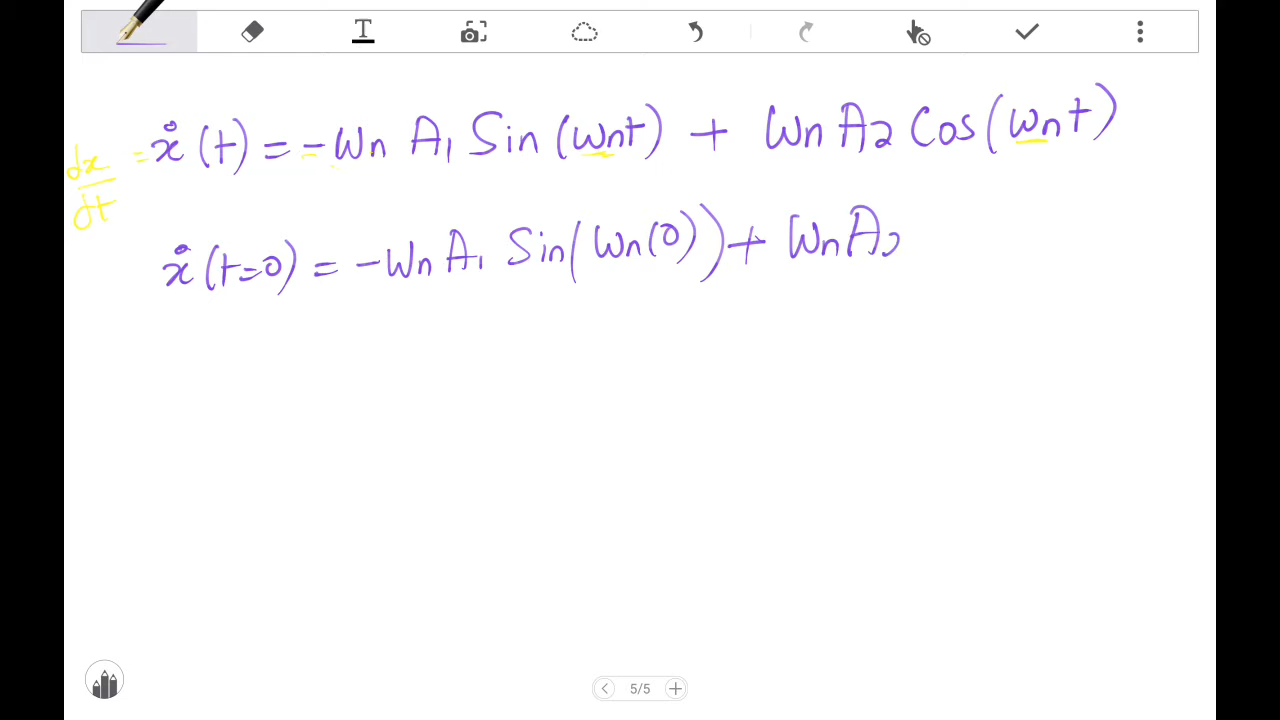 ẋ(t) = -Wn A1 Sin(wnt) + Wn A2 Cos(wnt)
dx/dt =
ẋ(t=0) = -Wn A1 Sin(Wn(0)) + Wn A2
5/5